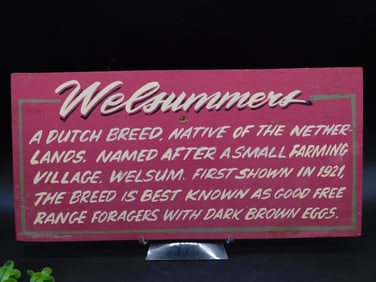 Welsummers
A DUTCH BREED, NATIVE OF THE NETHER-
LANDS. NAMED AFTER A SMALL FARMING
VILLAGE, WELSUM. FIRST SHOWN IN 1921,
THE BREED IS BEST KNOWN AS GOOD FREE
RANGE FORAGERS WITH DARK BROWN EGGS.